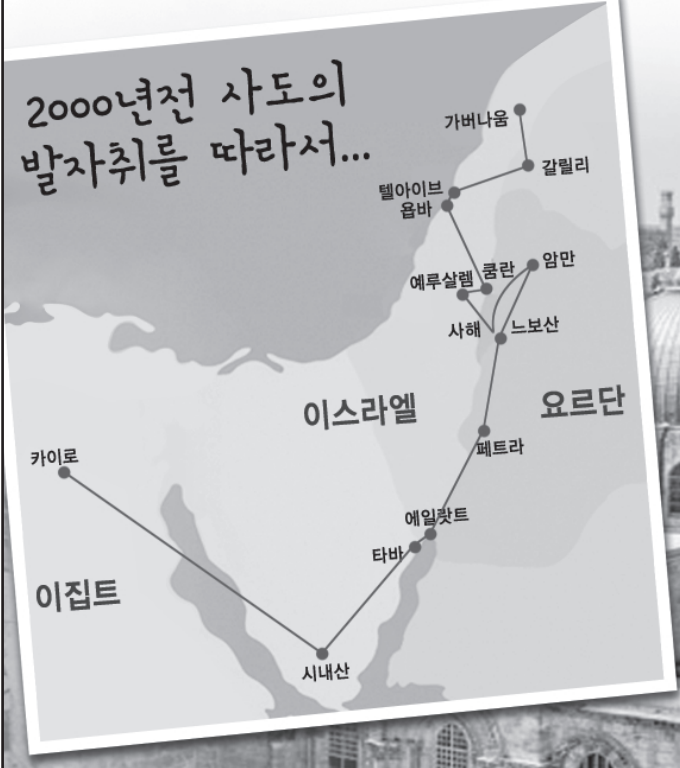 2000년전 사도의
발자취를 따라서...
가버나움
갈릴리
텔아이브
욥바
암만
쿰란
예루살렘
사해
느보산
이스라엘
요르단
페트라
카이로
에일랏트
타바
이집트
시내산